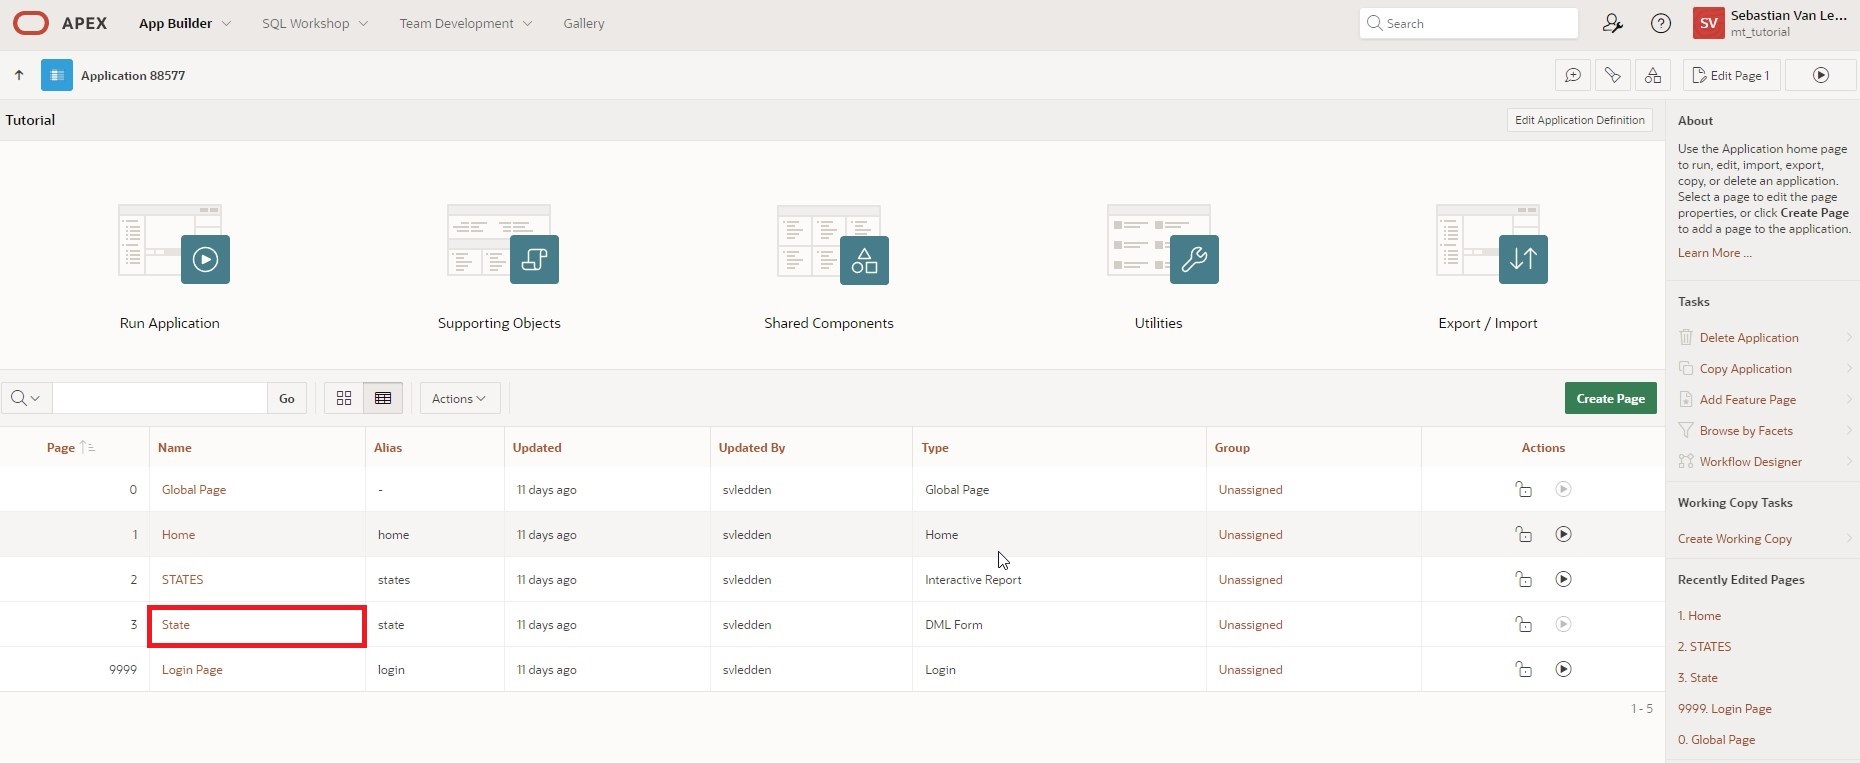 APEX App Builder SQL Workshop Team Development Gallery Search SV Sebastian Van Le...
mt_tutorial
Application 88577 Edit Page 1
Tutorial Edit Application Definition
Run Application Supporting Objects Shared Components Utilities Export / Import
Go Actions Create Page
Page Name Alias Updated Updated By Type Group Actions
0 Global Page - 11 days ago svledden Global Page Unassigned
1 Home home 11 days ago svledden Home Unassigned
2 STATES states 11 days ago svledden Interactive Report Unassigned
3 State state 11 days ago svledden DML Form Unassigned
9999 Login Page login 11 days ago svledden Login Unassigned
1 - 5
About
Use the Application home page
to run, edit, import, export,
copy, or delete an application.
Select a page to edit the page
properties, or click Create Page
to add a page to the application.
Learn More ...
Tasks
Delete Application
Copy Application
Add Feature Page
Browse by Facets
Workflow Designer
Working Copy Tasks
Create Working Copy
Recently Edited Pages
1. Home
2. STATES
3. State
9999. Login Page
0. Global Page